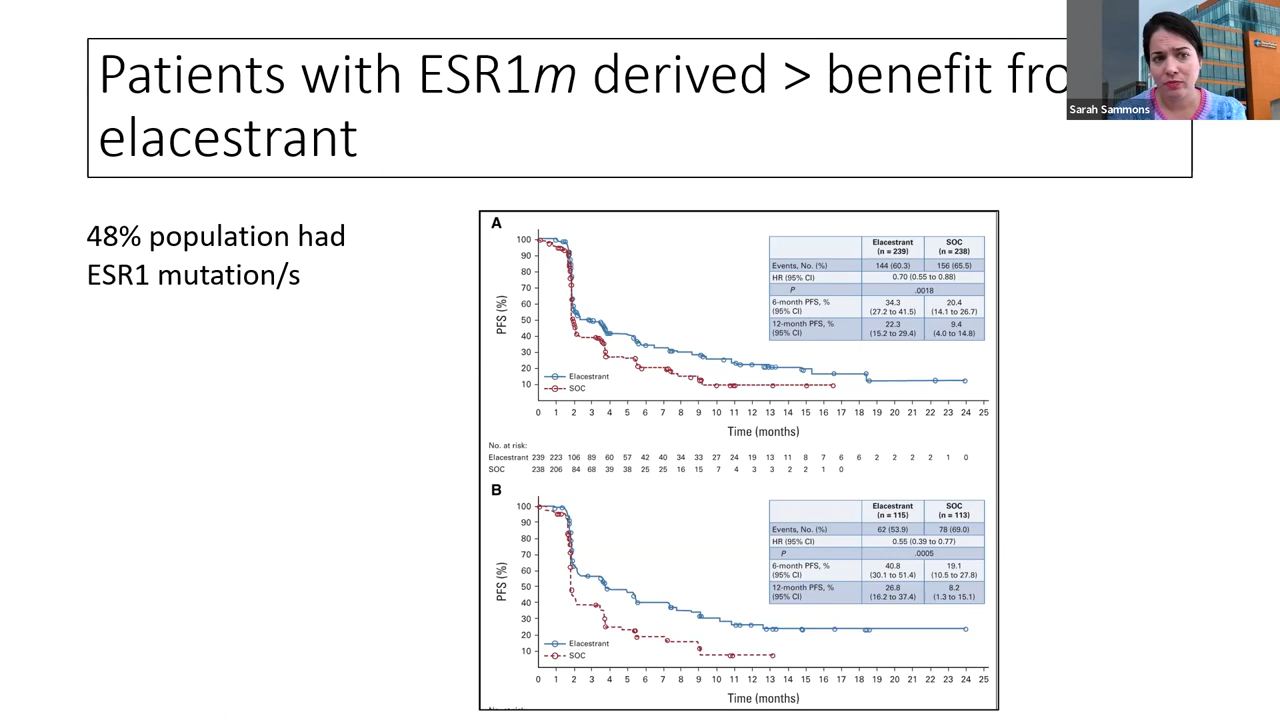 Patients with ESR1m derived > benefit fro
elacestrant
Sarah Sammons
48% population had
ESR1 mutation/s
A
Elacestrant SOC
(n = 239) (n = 238)
Events, No. (%) 144 (60.3) 156 (65.5)
HR (95% CI) 0.70 (0.55 to 0.88)
P .0018
6-month PFS, % 34.3 20.4
(95% CI) (27.2 to 41.5) (14.1 to 26.7)
12-month PFS, % 22.3 9.4
(95% CI) (15.2 to 29.4) (4.0 to 14.8)
PFS (%)
100
90
80
70
60
50
40
30
20
10
Elacestrant
SOC
0 1 2 3 4 5 6 7 8 9 10 11 12 13 14 15 16 17 18 19 20 21 22 23 24 25
Time (months)
No. at risk:
Elacestrant 239 223 106 89 60 57 42 40 34 33 27 24 19 13 11 8 7 6 6 2 2 2 2 1 0
SOC 238 206 84 68 39 38 25 25 16 15 7 4 3 3 2 2 1 0
B
Elacestrant SOC
(n = 115) (n = 113)
Events, No. (%) 62 (53.9) 78 (69.0)
HR (95% CI) 0.55 (0.39 to 0.77)
P .0005
6-month PFS, % 40.8 19.1
(95% CI) (30.1 to 51.4) (10.5 to 27.8)
12-month PFS, % 26.8 8.2
(95% CI) (16.2 to 37.4) (1.3 to 15.1)
PFS (%)
100
90
80
70
60
50
40
30
20
10
Elacestrant
SOC
0 1 2 3 4 5 6 7 8 9 10 11 12 13 14 15 16 17 18 19 20 21 22 23 24 25
Time (months)